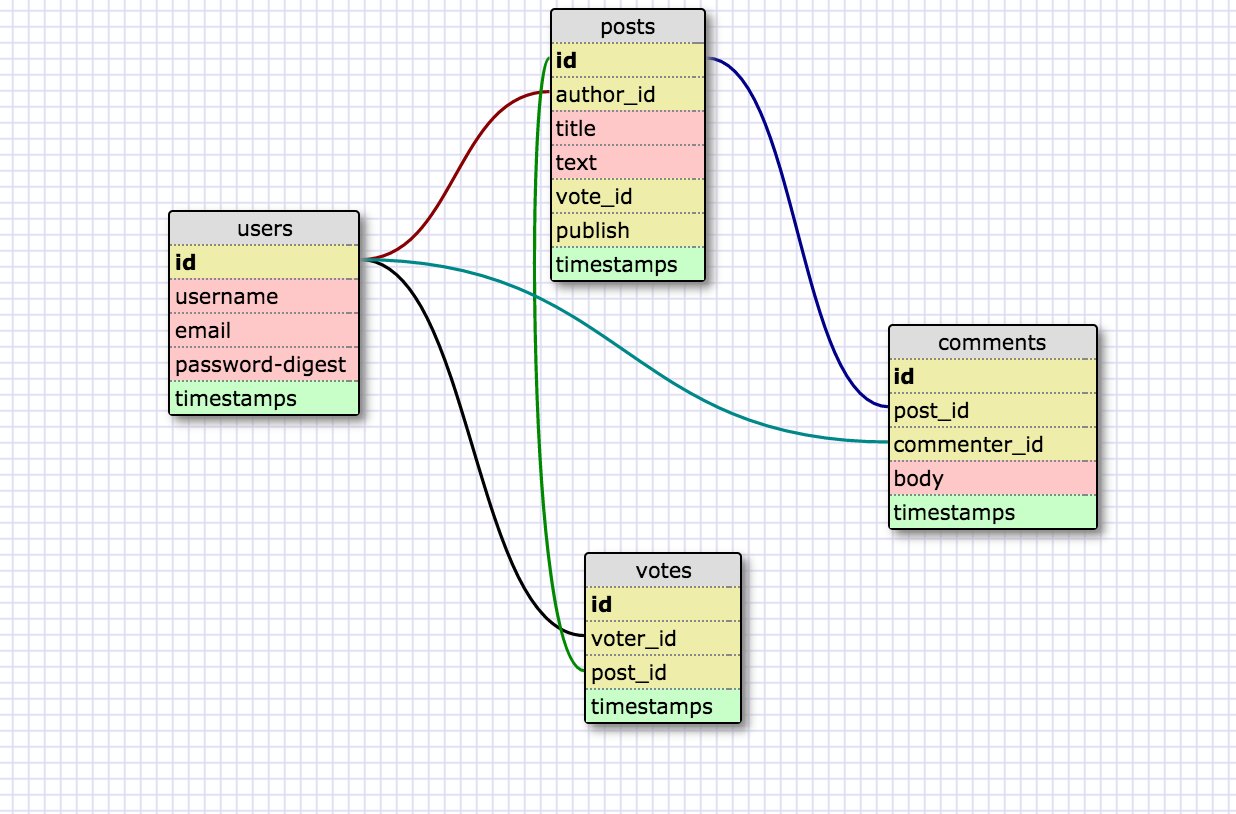 posts
id
author_id
title
text
vote_id
publish
timestamps
users
id
username
email
password-digest
timestamps
comments
id
post_id
commenter_id
body
timestamps
votes
id
voter_id
post_id
timestamps